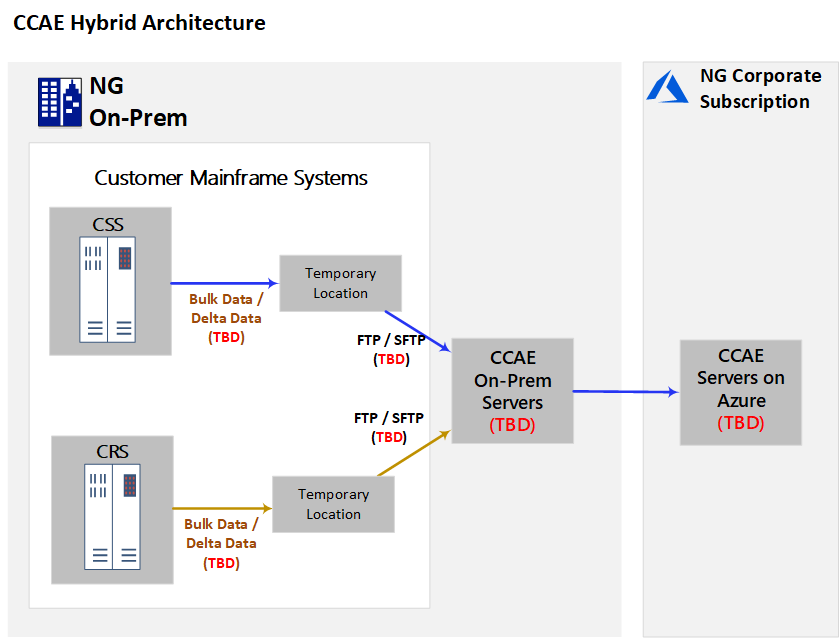 CCAE Hybrid Architecture
NG
On-Prem
NG Corporate
Subscription
Customer Mainframe Systems
CSS
Bulk Data /
Delta Data
(TBD)
Temporary
Location
FTP / SFTP
(TBD)
CCAE
On-Prem
Servers
(TBD)
CCAE
Servers on
Azure
(TBD)
FTP / SFTP
(TBD)
CRS
Bulk Data /
Delta Data
(TBD)
Temporary
Location